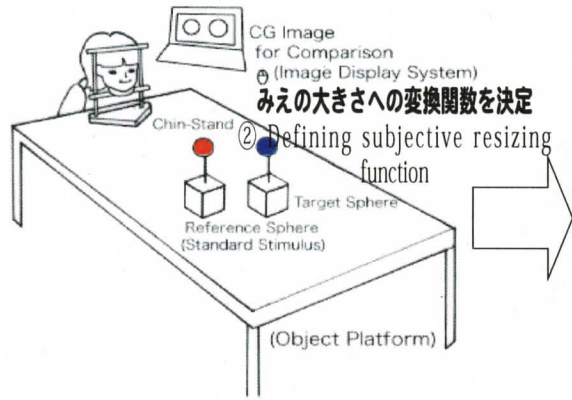 CG Image
for Comparison
(Image Display System)
みえの大きさへの変換関数を決定
② Defining subjective resizing
function
Chin-Stand
Target Sphere
Reference Sphere
(Standard Stimulus)
(Object Platform)